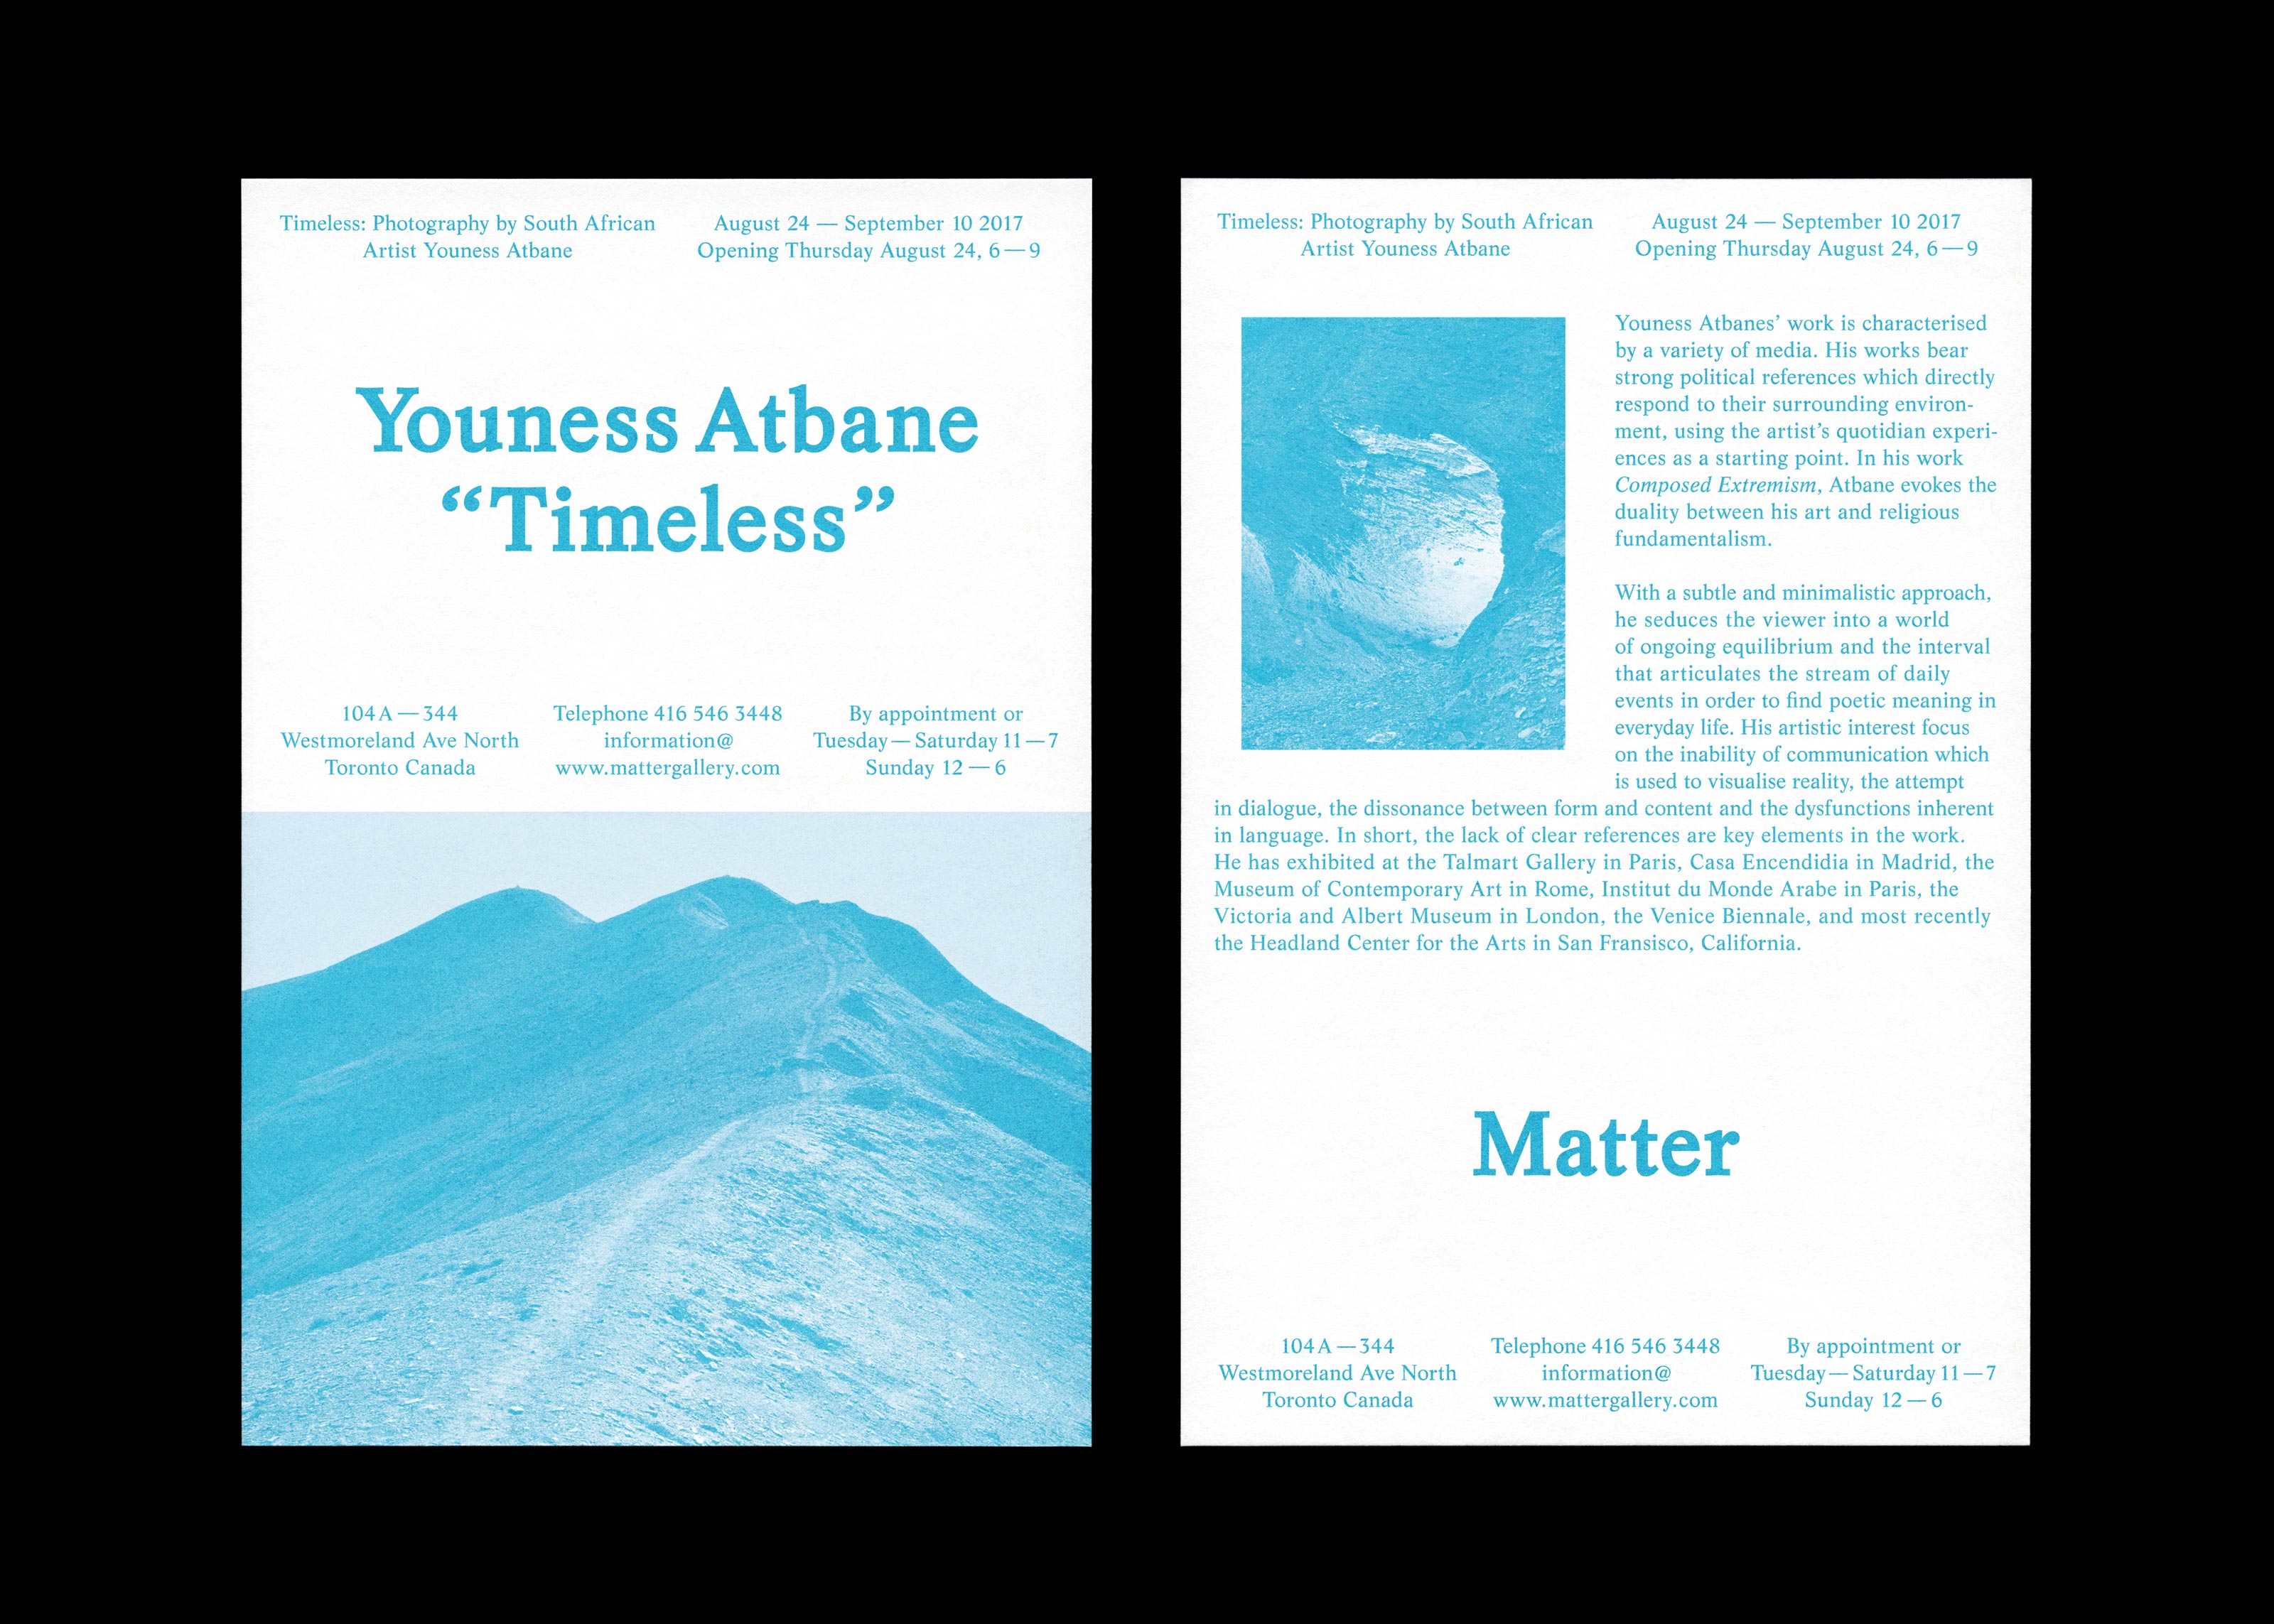 Timeless: Photography by South African
Artist Youness Atbane
August 24 — September 10 2017
Opening Thursday August 24, 6 — 9
Youness Atbane
“Timeless”
104 A — 344
Westmoreland Ave North
Toronto Canada
Telephone 416 546 3448
information@
www.mattergallery.com
By appointment or
Tuesday — Saturday 11 — 7
Sunday 12 — 6
Timeless: Photography by South African
Artist Youness Atbane
August 24 — September 10 2017
Opening Thursday August 24, 6 — 9
Youness Atbanes’ work is characterised
by a variety of media. His works bear
strong political references which directly
respond to their surrounding environ-
ment, using the artist’s quotidian experi-
ences as a starting point. In his work
Composed Extremism, Atbane evokes the
duality between his art and religious
fundamentalism.
With a subtle and minimalistic approach,
he seduces the viewer into a world
of ongoing equilibrium and the interval
that articulates the stream of daily
events in order to find poetic meaning in
everyday life. His artistic interest focus
on the inability of communication which
is used to visualise reality, the attempt
in dialogue, the dissonance between form and content and the dysfunctions inherent
in language. In short, the lack of clear references are key elements in the work.
He has exhibited at the Talmart Gallery in Paris, Casa Encendidia in Madrid, the
Museum of Contemporary Art in Rome, Institut du Monde Arabe in Paris, the
Victoria and Albert Museum in London, the Venice Biennale, and most recently
the Headland Center for the Arts in San Fransisco, California.
Matter
104 A — 344
Westmoreland Ave North
Toronto Canada
Telephone 416 546 3448
information@
www.mattergallery.com
By appointment or
Tuesday — Saturday 11 — 7
Sunday 12 — 6